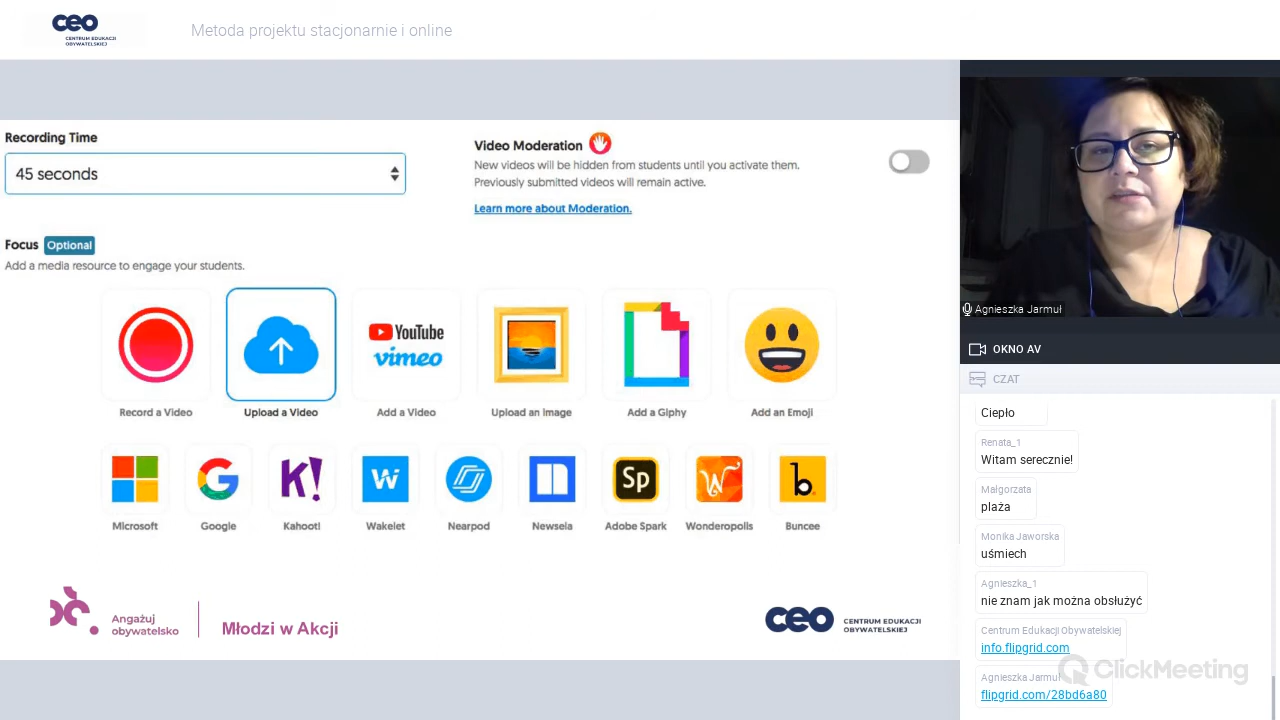 ceo
CENTRUM EDUKACJI
OBYWATELSKIEJ
Metoda projektu stacjonarnie i online
Recording Time
45 seconds
Video Moderation
New videos will be hidden from students until you activate them.
Previously submitted videos will remain active.
Learn more about Moderation.
Focus Optional
Add a media resource to engage your students.
YouTube
vimeo
Record a Video
Upload a Video
Add a Video
Upload an Image
Add a Giphy
Add an Emoji
K!
W
Sp
W
b.
Microsoft
Google
Kahoot!
Wakelet
Nearpod
Newsela
Adobe Spark
Wonderopolis
Buncee
Angażuj
obywatelsko
Młodzi w Akcji
ceo
CENTRUM EDUKACJI
OBYWATELSKIEJ
Agnieszka Jarmuł
OKNO AV
CZAT
Ciepło
Renata_1
Witam serecznie!
Małgorzata
plaża
Monika Jaworska
uśmiech
Agnieszka_1
nie znam jak można obsłużyć
Centrum Edukacji Obywatelskiej
info.flipgrid.com
Agnieszka Jarmuł
flipgrid.com/28bd6a80
ClickMeeting